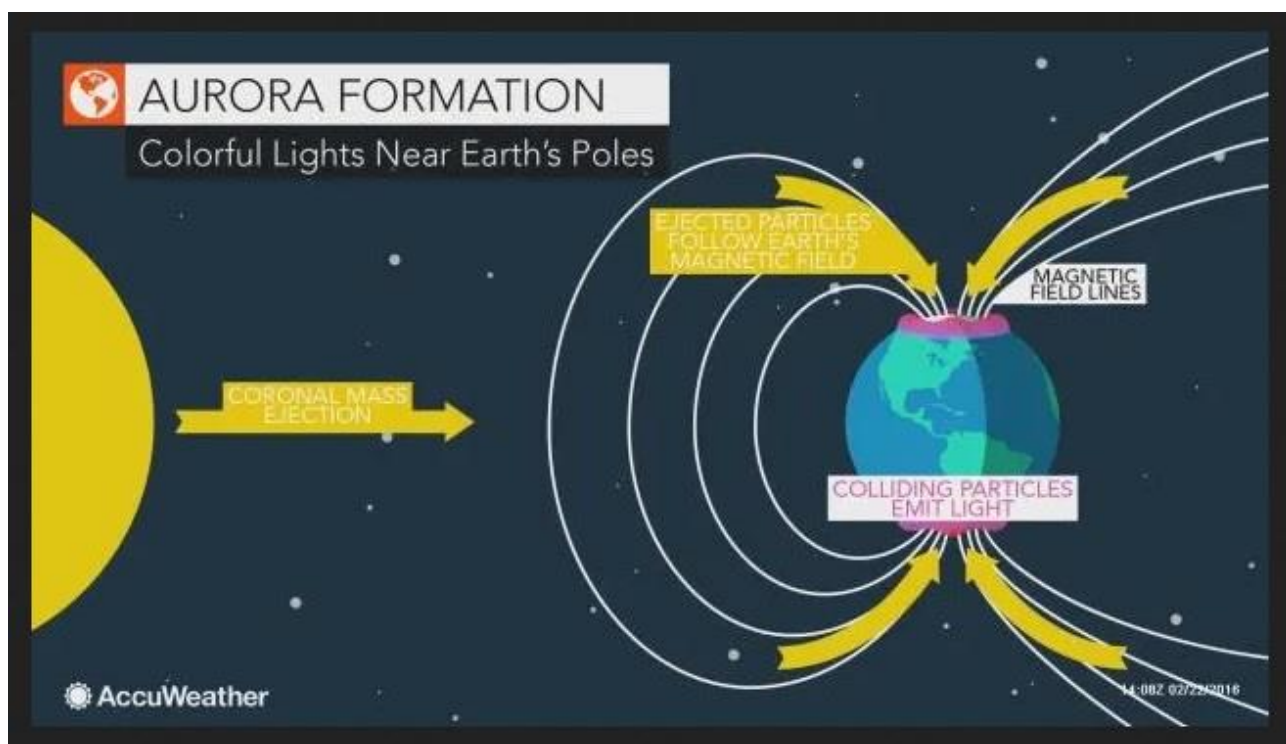 AURORA FORMATION
Colorful Lights Near Earth's Poles
EJECTED PARTICLES
FOLLOW EARTH'S
MAGNETIC FIELD
MAGNETIC
FIELD LINES
CORONAL MASS
EJECTION
COLLIDING PARTICLES
EMIT LIGHT
AccuWeather
14:08Z 02/22/2016